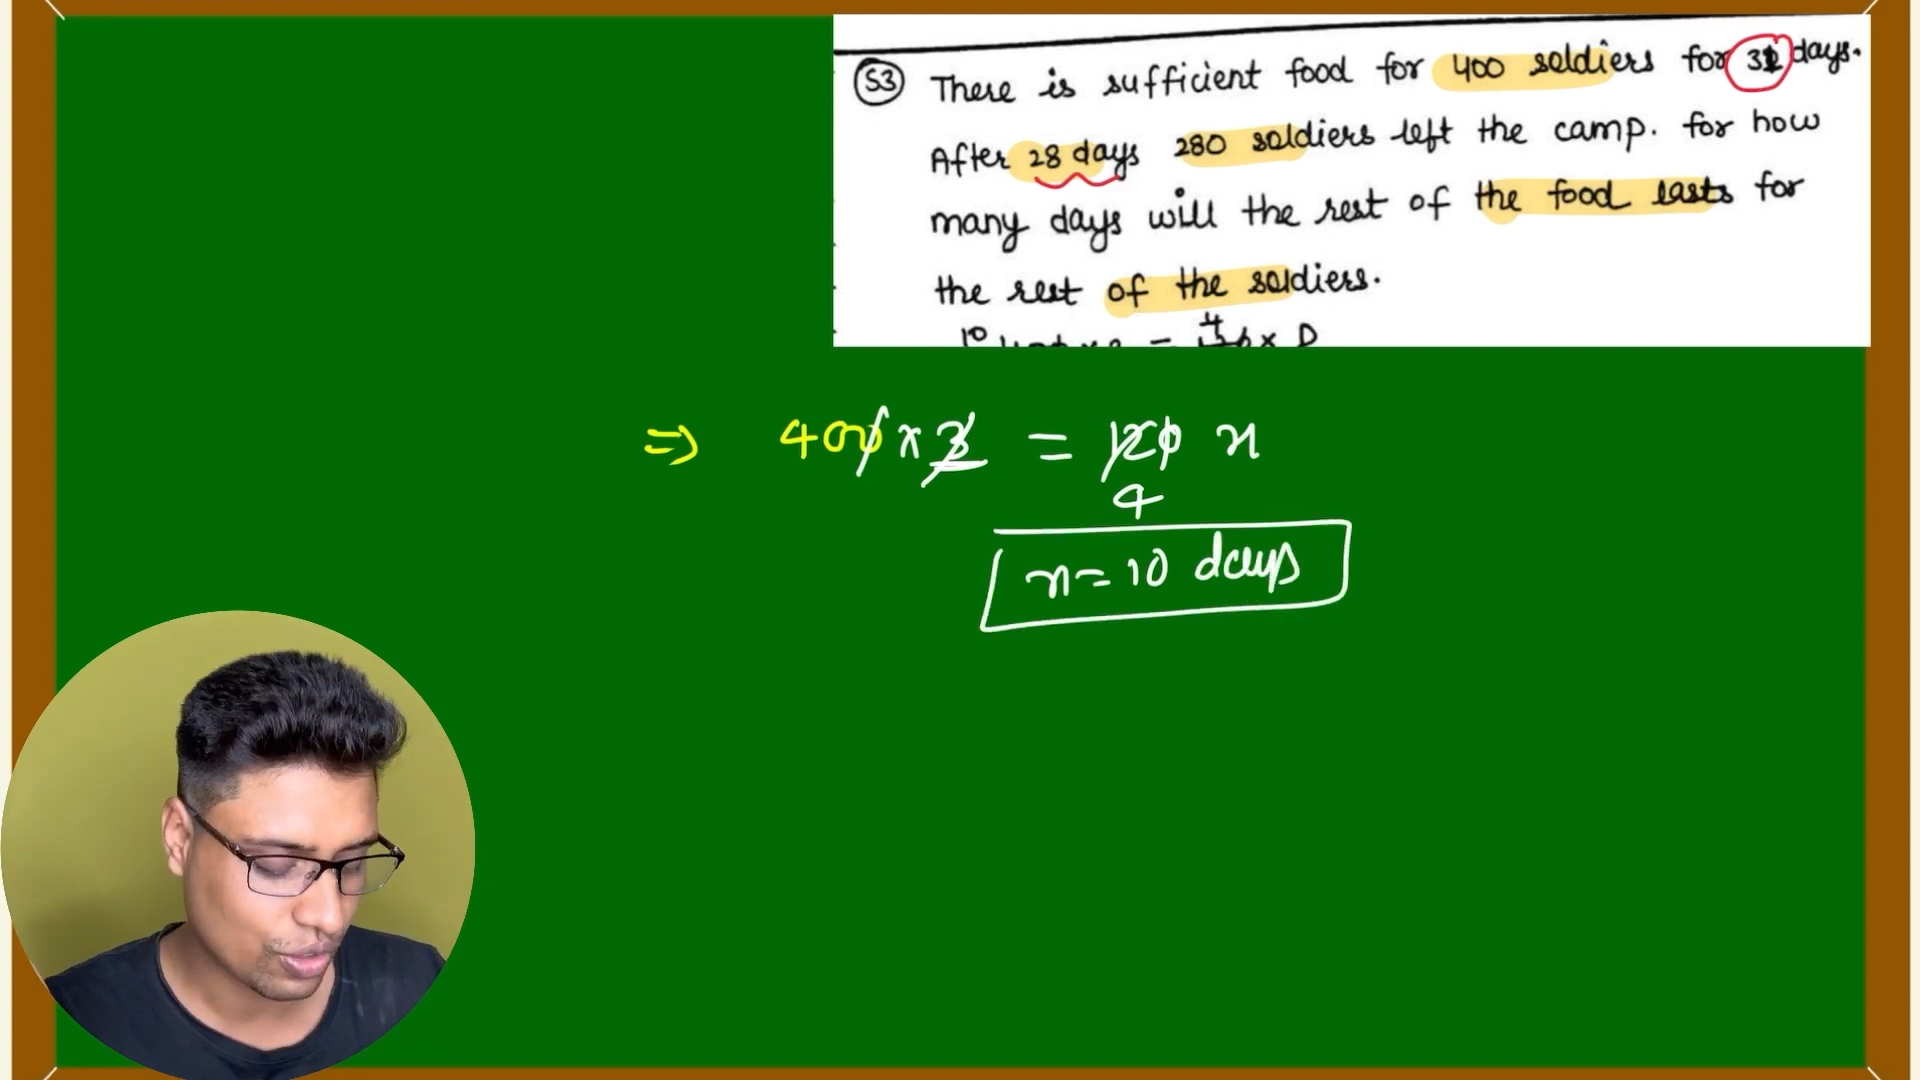 53 There is sufficient food for 400 soldiers for 31 days.
After 28 days 280 soldiers left the camp. for how
many days will the rest of the food lasts for
the rest of the soldiers.
⇒ 400 x 3 = 120 x
4
x = 10 days